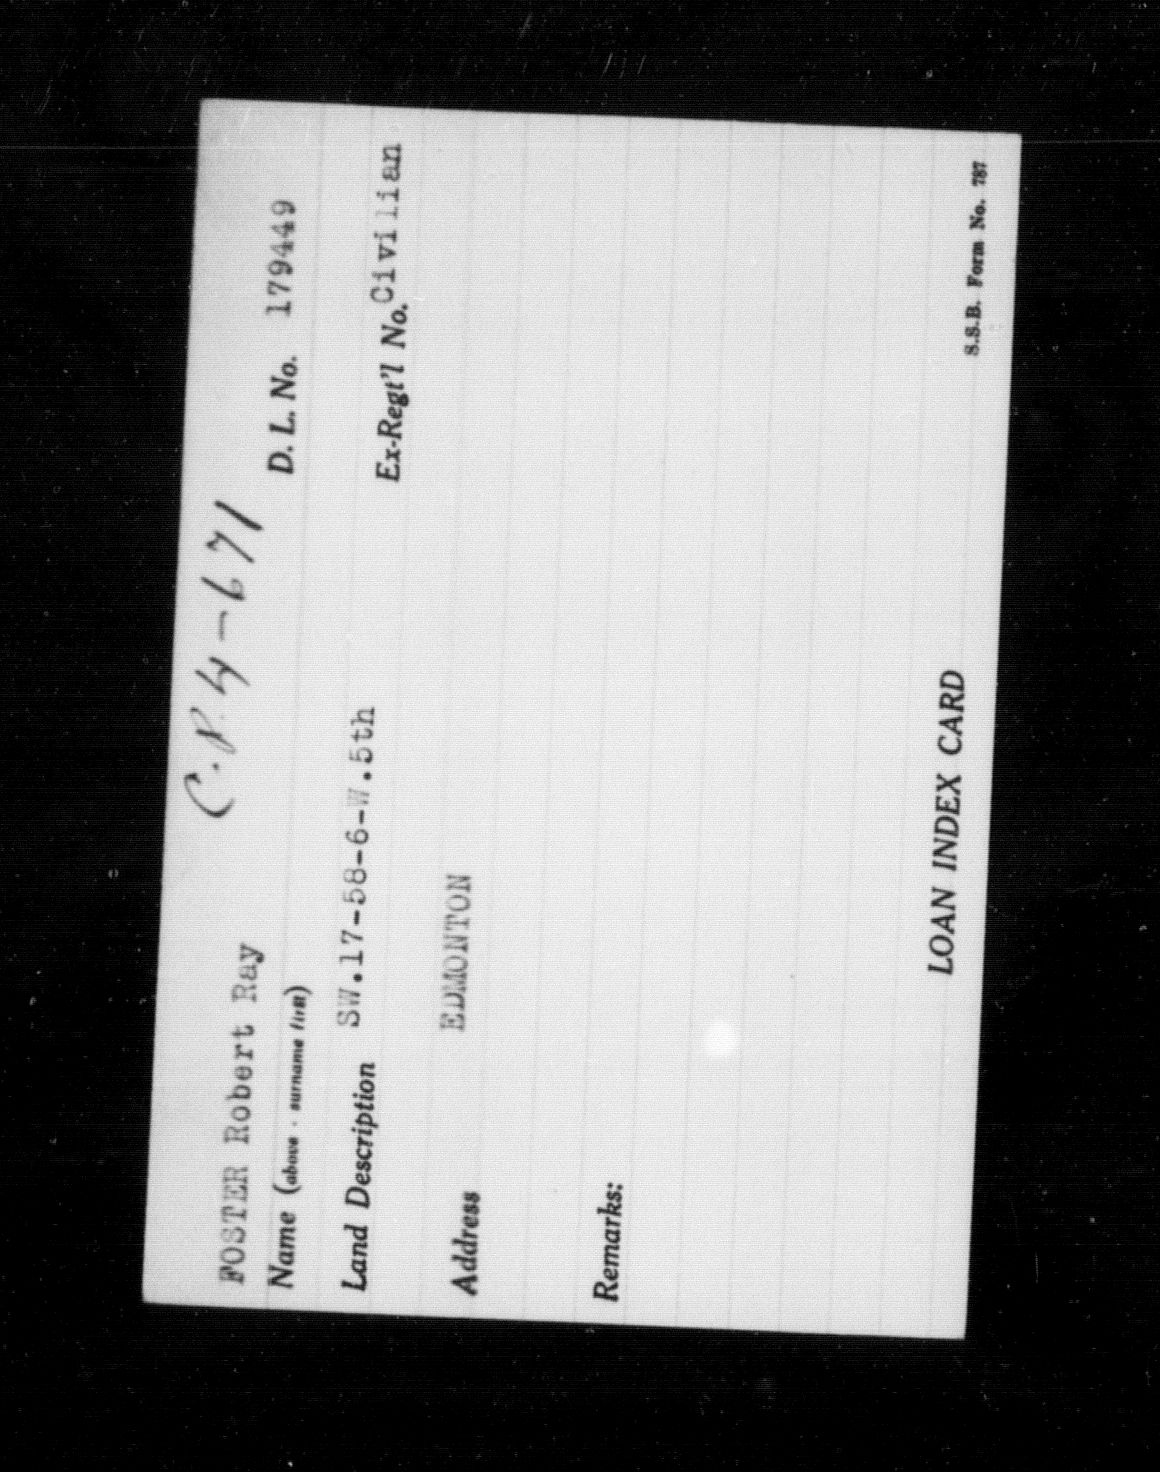 C.P. 4-671
FOSTER Robert Ray
Name (above - surname first) D. L. No. 179449
Land Description SW.17-58-6-W.5th
Ex-Regt'l No. Civilian
Address EDMONTON
Remarks:
LOAN INDEX CARD
S.S.B. Form No. 787